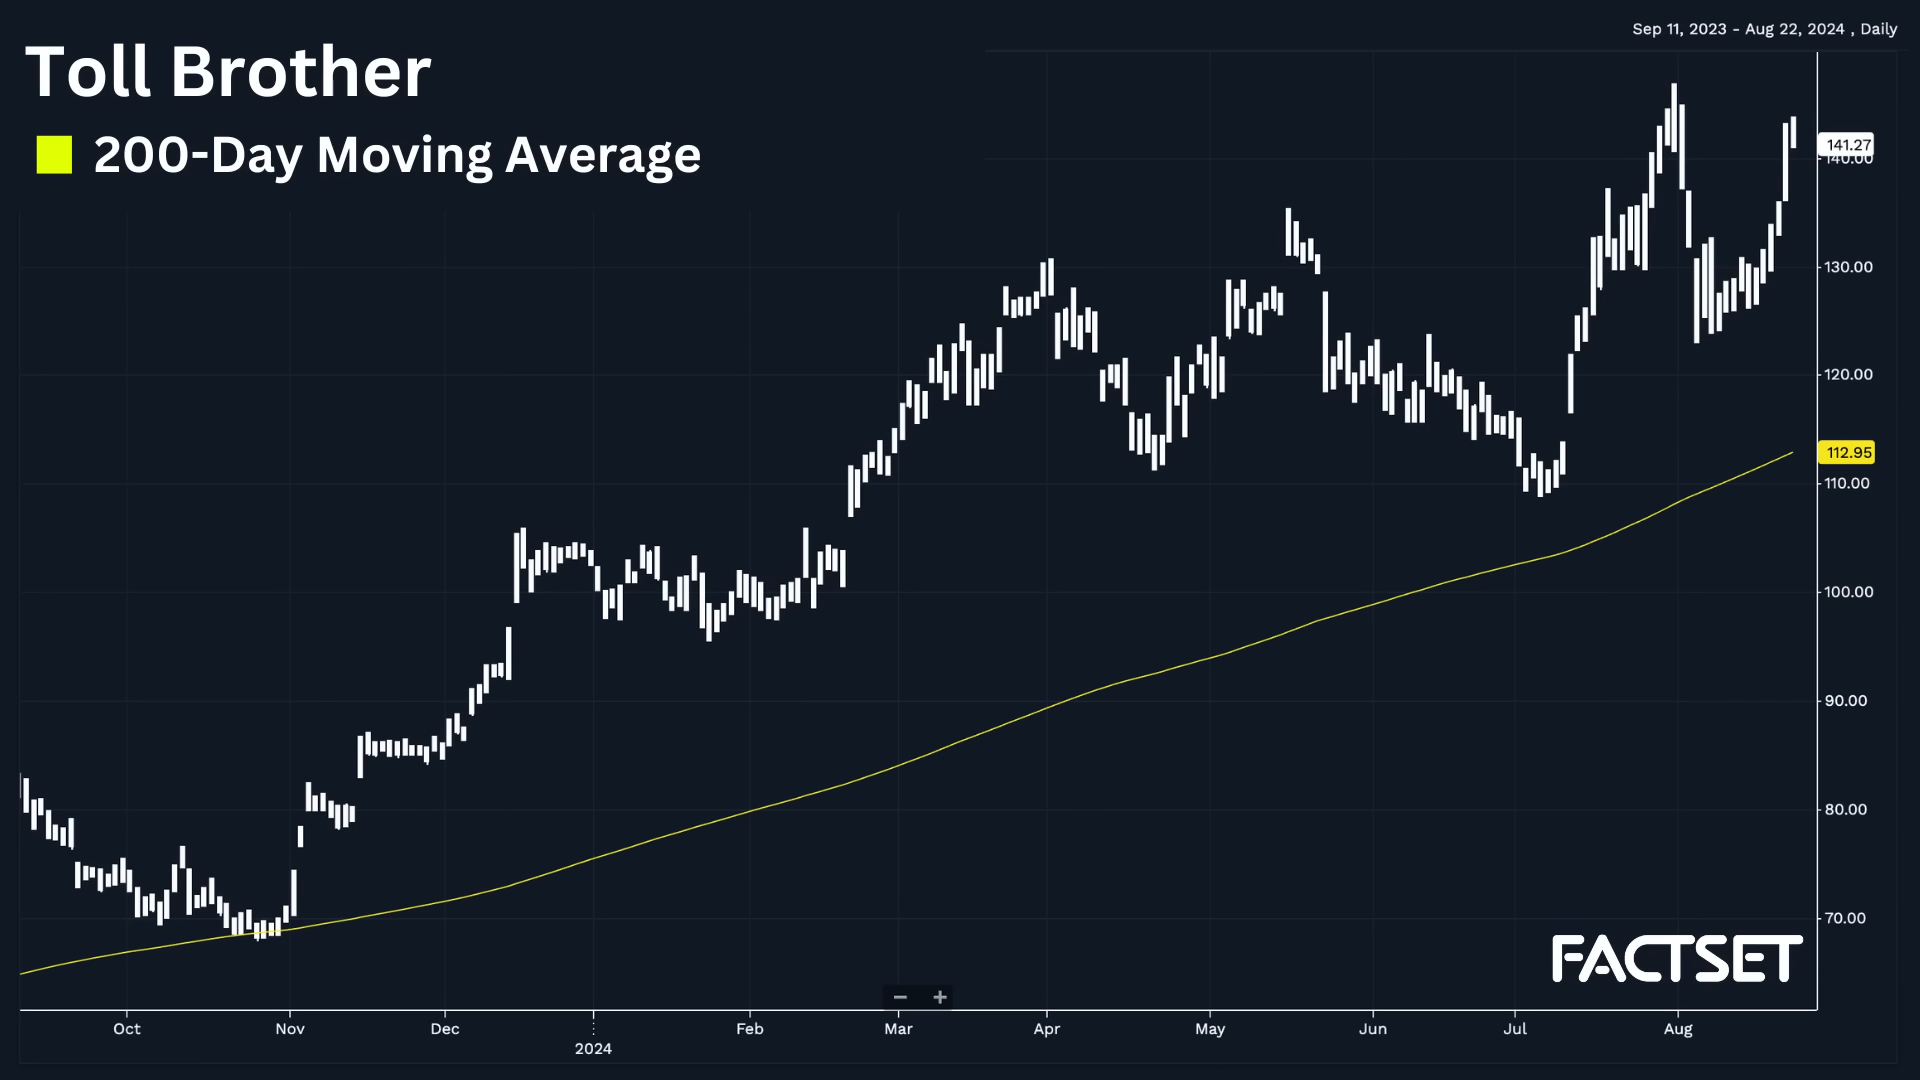 Sep 11, 2023 - Aug 22, 2024 , Daily
Toll Brother
200-Day Moving Average
141.27
140.00
130.00
120.00
112.95
110.00
100.00
90.00
80.00
70.00
FACTSET
− +
Oct Nov Dec Feb Mar Apr May Jun Jul Aug
2024